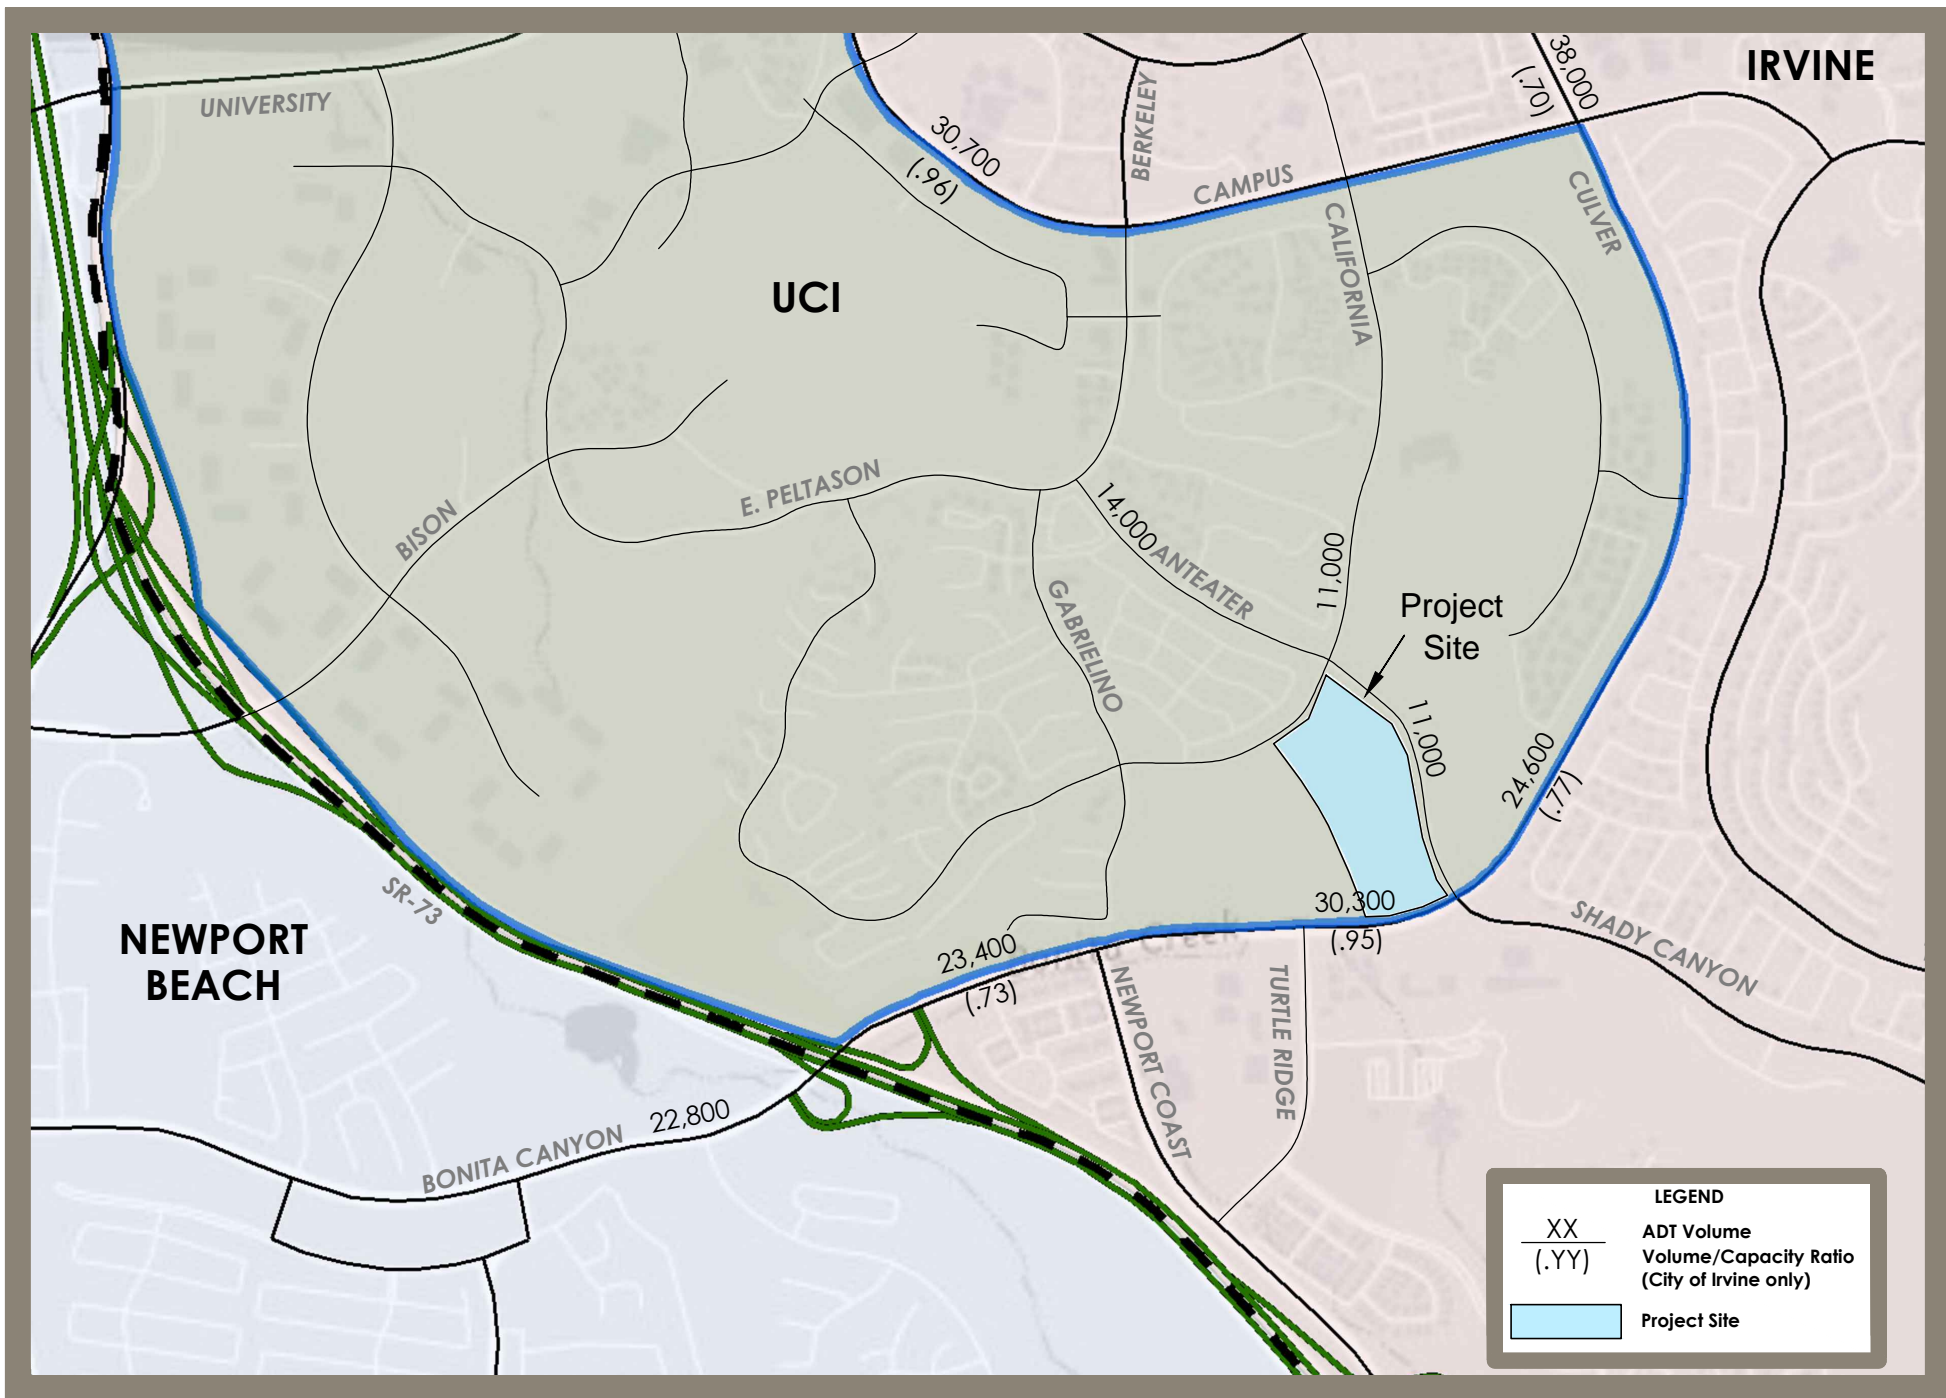 IRVINE
38,000
(.70)
UNIVERSITY
BERKELEY
30,700
(.96)
CAMPUS
CULVER
CALIFORNIA
UCI
E. PELTASON
BISON
14,000
ANTEATER
11,000
GABRIELINO
Project
Site
11,000
24,600
(.77)
SR-73
NEWPORT
BEACH
30,300
(.95)
Creek
23,400
(.73)
SHADY CANYON
NEWPORT COAST
TURTLE RIDGE
22,800
BONITA CANYON
LEGEND
XX
(.YY)
ADT Volume
Volume/Capacity Ratio
(City of Irvine only)
Project Site